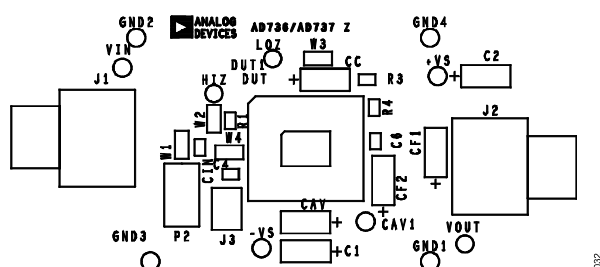 GND2
ANALOG
DEVICES
AD736/AD737 Z
GND4
VIN
LOZ
W3
+VS
C2
J1
DUT1
DUT
CC
R3
HIZ
W2
R1
R4
J2
W1
W4
C6
CF1
CIN
C4
CF2
CAV
CAV1
P2
J3
-VS
C1
VOUT
GND3
GND1
032